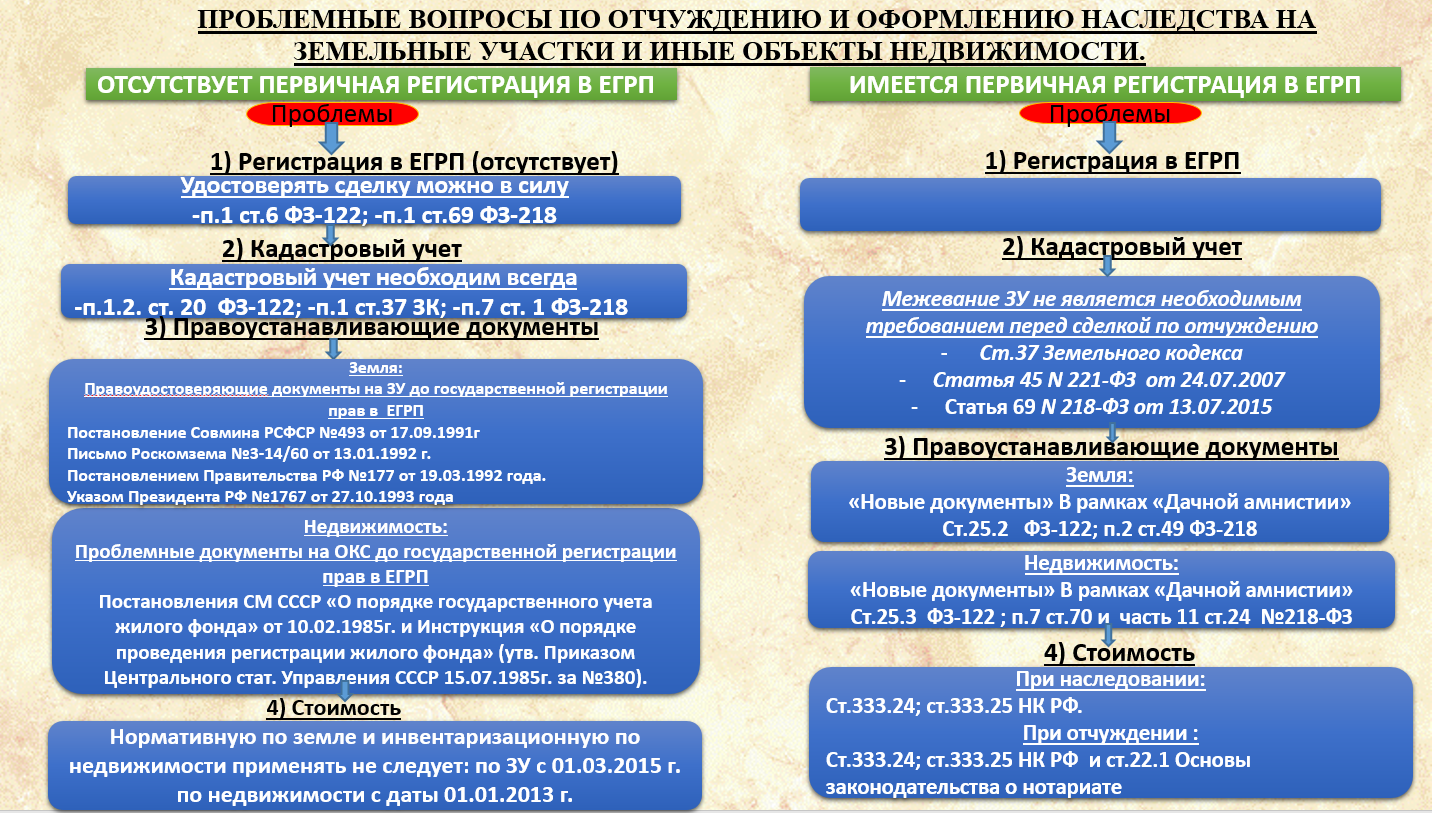 ПРОБЛЕМНЫЕ ВОПРОСЫ ПО ОТЧУЖДЕНИЮ И ОФОРМЛЕНИЮ НАСЛЕДСТВА НА
ЗЕМЕЛЬНЫЕ УЧАСТКИ И ИНЫЕ ОБЪЕКТЫ НЕДВИЖИМОСТИ.
ОТСУТСТВУЕТ ПЕРВИЧНАЯ РЕГИСТРАЦИЯ В ЕГРП
Проблемы
1) Регистрация в ЕГРП (отсутствует)
Удостоверять сделку можно в силу
-п.1 ст.6 ФЗ-122; -п.1 ст.69 ФЗ-218
2) Кадастровый учет
Кадастровый учет необходим всегда
-п.1.2. ст. 20 ФЗ-122; -п.1 ст.37 ЗК; -п.7 ст. 1 ФЗ-218
3) Правоустанавливающие документы
Земля:
Правоудостоверяющие документы на ЗУ до государственной регистрации
прав в ЕГРП
Постановление Совмина РСФСР №493 от 17.09.1991г
Письмо Роскомзема №3-14/60 от 13.01.1992 г.
Постановлением Правительства РФ №177 от 19.03.1992 года.
Указом Президента РФ №1767 от 27.10.1993 года
Недвижимость:
Проблемные документы на ОКС до государственной регистрации
прав в ЕГРП
Постановления СМ СССР «О порядке государственного учета
жилого фонда» от 10.02.1985г. и Инструкция «О порядке
проведения регистрации жилого фонда» (утв. Приказом
Центрального стат. Управления СССР 15.07.1985г. за №380).
4) Стоимость
Нормативную по земле и инвентаризационную по
недвижимости применять не следует: по ЗУ с 01.03.2015 г.
по недвижимости с даты 01.01.2013 г.
ИМЕЕТСЯ ПЕРВИЧНАЯ РЕГИСТРАЦИЯ В ЕГРП
Проблемы
1) Регистрация в ЕГРП
2) Кадастровый учет
Межевание ЗУ не является необходимым
требованием перед сделкой по отчуждению
- Ст.37 Земельного кодекса
- Статья 45 N 221-ФЗ от 24.07.2007
- Статья 69 N 218-ФЗ от 13.07.2015
3) Правоустанавливающие документы
Земля:
«Новые документы» В рамках «Дачной амнистии»
Ст.25.2 ФЗ-122; п.2 ст.49 ФЗ-218
Недвижимость:
«Новые документы» В рамках «Дачной амнистии»
Ст.25.3 ФЗ-122 ; п.7 ст.70 и часть 11 ст.24 №218-ФЗ
4) Стоимость
При наследовании:
Ст.333.24; ст.333.25 НК РФ.
При отчуждении :
Ст.333.24; ст.333.25 НК РФ и ст.22.1 Основы
законодательства о нотариате